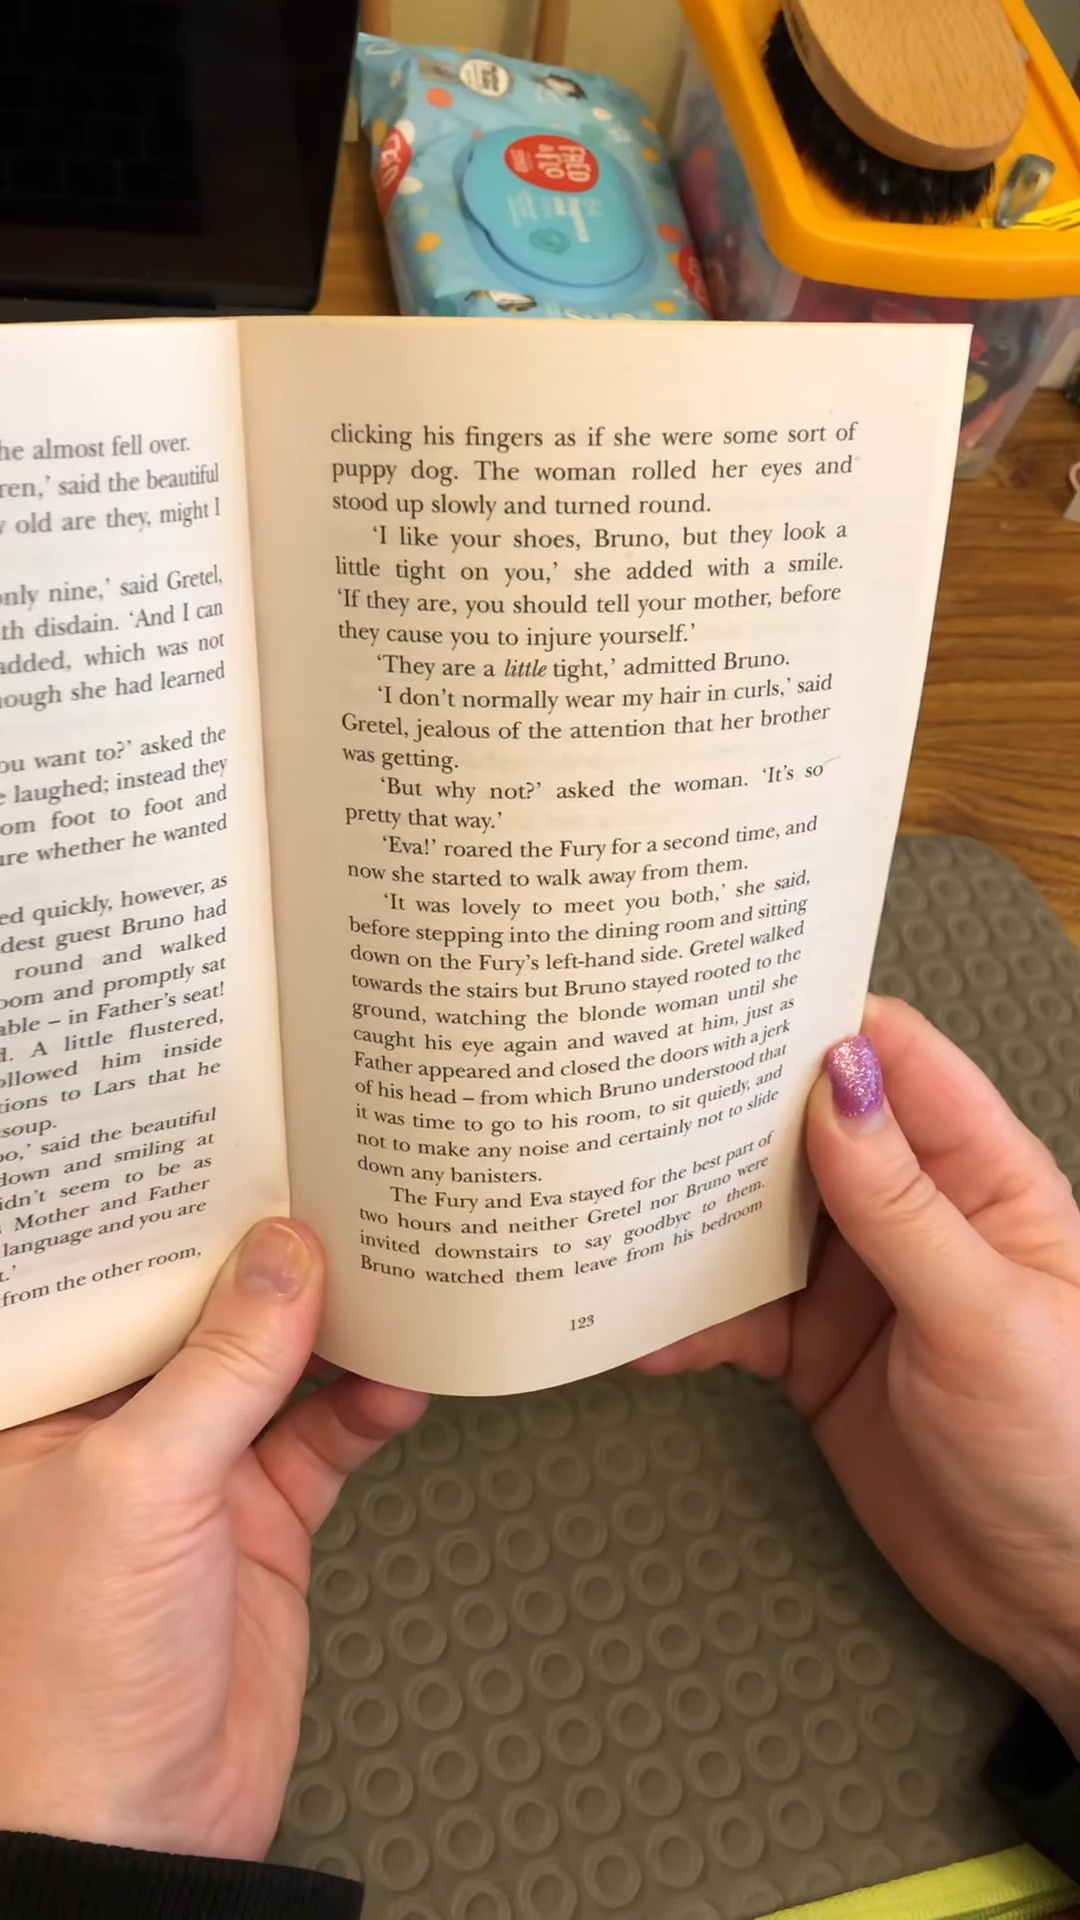 he almost fell over.
ren,’ said the beautiful
old are they, might I
only nine,’ said Gretel,
th disdain. ‘And I can
added, which was not
hough she had learned
ou want to?’ asked the
e laughed; instead they
om foot to foot and
ure whether he wanted
ed quickly, however, as
dest guest Bruno had
round and walked
oom and promptly sat
able – in Father’s seat!
d. A little flustered,
ollowed him inside
tions to Lars that he
soup.
oo,’ said the beautiful
down and smiling at
idn’t seem to be as
Mother and Father
language and you are
t.’
from the other room,
clicking his fingers as if she were some sort of
puppy dog. The woman rolled her eyes and
stood up slowly and turned round.
‘I like your shoes, Bruno, but they look a
little tight on you,’ she added with a smile.
‘If they are, you should tell your mother, before
they cause you to injure yourself.’
‘They are a little tight,’ admitted Bruno.
‘I don’t normally wear my hair in curls,’ said
Gretel, jealous of the attention that her brother
was getting.
‘But why not?’ asked the woman. ‘It’s so
pretty that way.’
‘Eva!’ roared the Fury for a second time, and
now she started to walk away from them.
‘It was lovely to meet you both,’ she said,
before stepping into the dining room and sitting
down on the Fury’s left-hand side. Gretel walked
towards the stairs but Bruno stayed rooted to the
ground, watching the blonde woman until she
caught his eye again and waved at him, just as
Father appeared and closed the doors with a jerk
of his head – from which Bruno understood that
it was time to go to his room, to sit quietly, and
not to make any noise and certainly not to slide
down any banisters.
The Fury and Eva stayed for the best part of
two hours and neither Gretel nor Bruno were
invited downstairs to say goodbye to them.
Bruno watched them leave from his bedroom
123